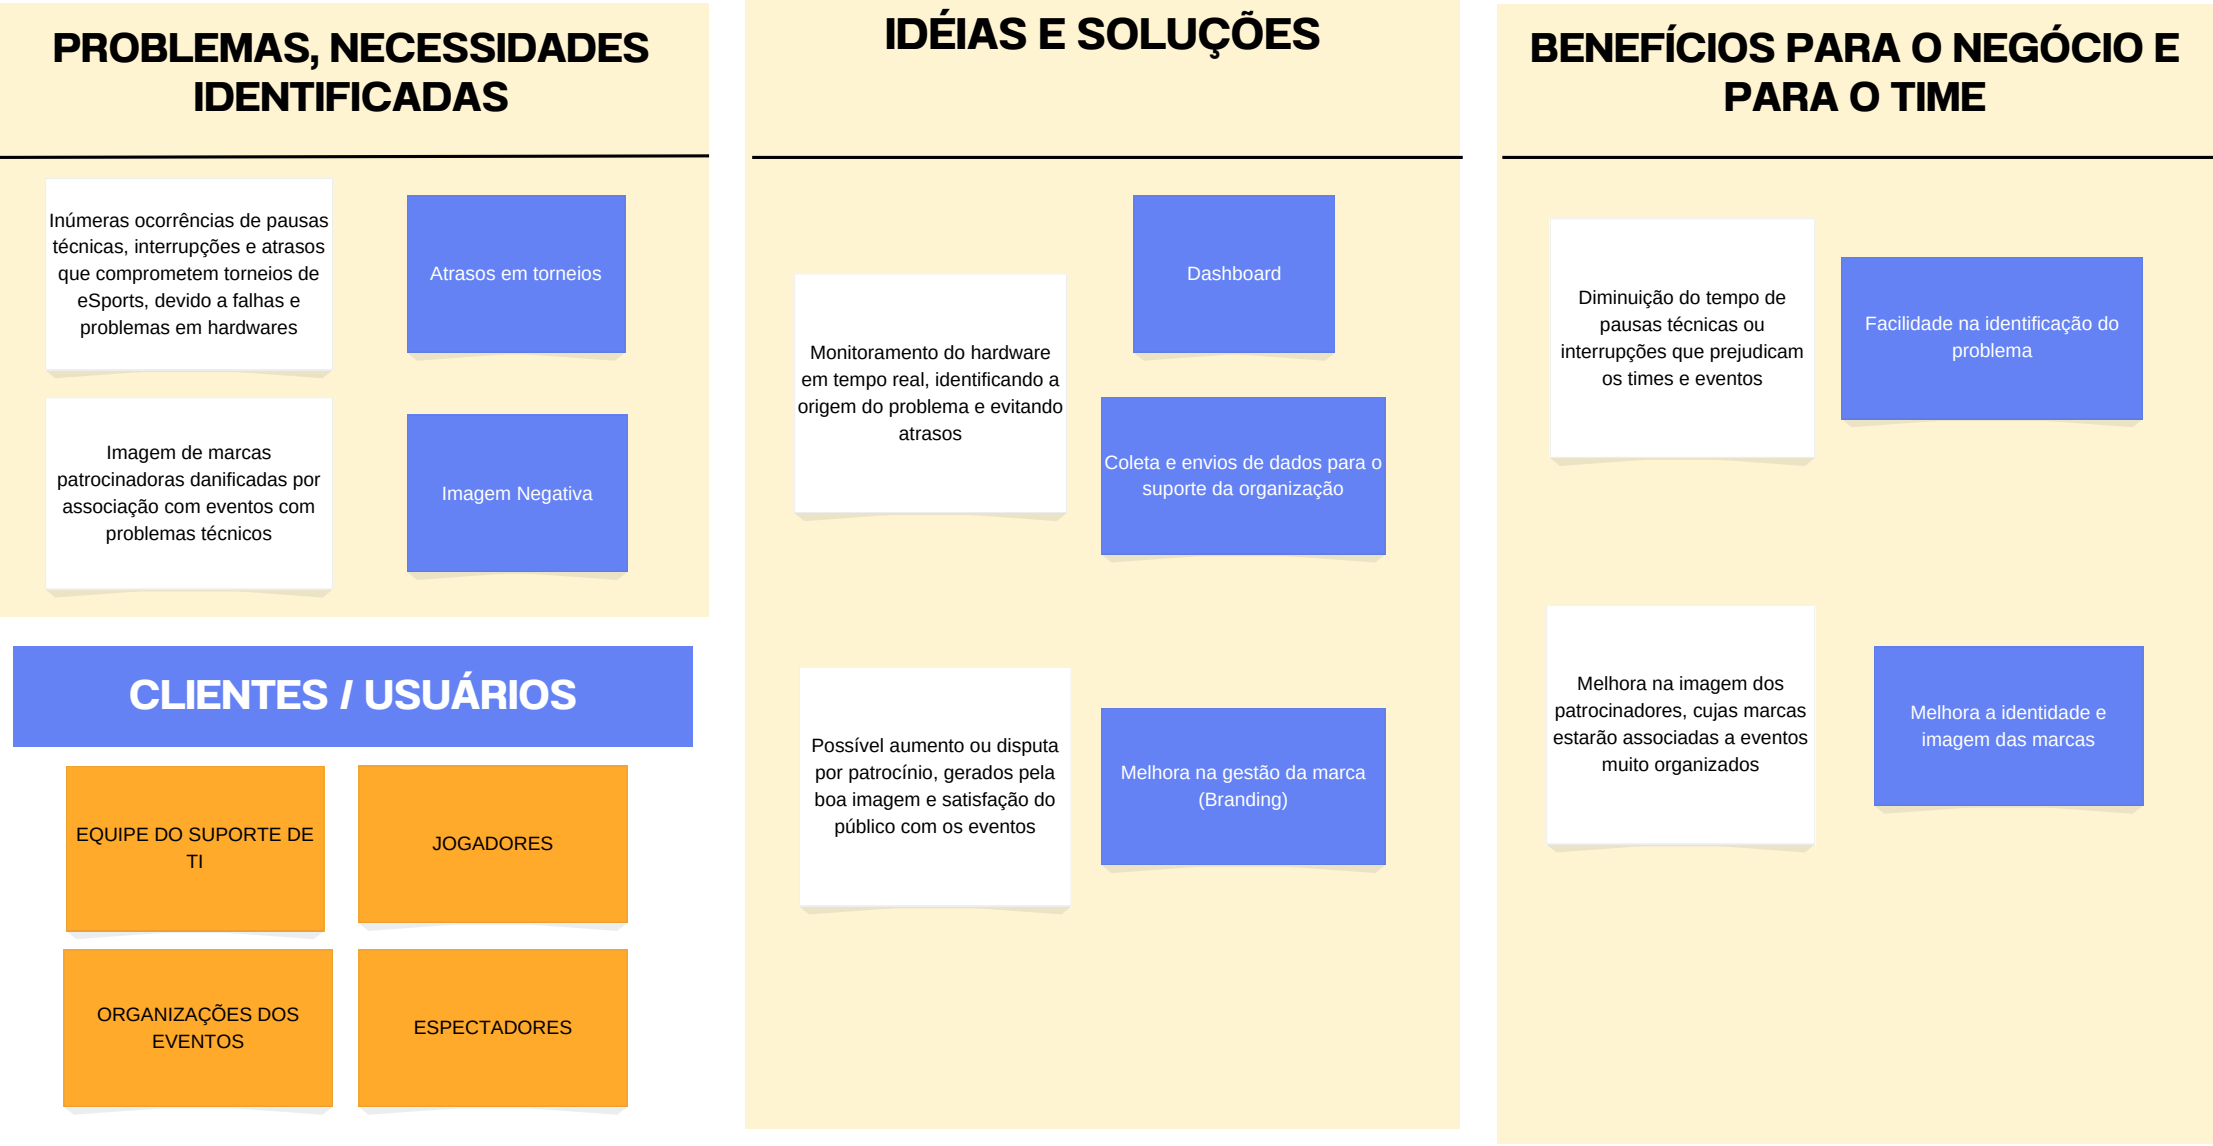 PROBLEMAS, NECESSIDADES
IDENTIFICADAS
Inúmeras ocorrências de pausas
técnicas, interrupções e atrasos
que comprometem torneios de
eSports, devido a falhas e
problemas em hardwares
Atrasos em torneios
Imagem de marcas
patrocinadoras danificadas por
associação com eventos com
problemas técnicos
Imagem Negativa
CLIENTES / USUÁRIOS
EQUIPE DO SUPORTE DE
TI
JOGADORES
ORGANIZAÇÕES DOS
EVENTOS
ESPECTADORES
IDÉIAS E SOLUÇÕES
Monitoramento do hardware
em tempo real, identificando a
origem do problema e evitando
atrasos
Dashboard
Coleta e envios de dados para o
suporte da organização
Possível aumento ou disputa
por patrocínio, gerados pela
boa imagem e satisfação do
público com os eventos
Melhora na gestão da marca
(Branding)
BENEFÍCIOS PARA O NEGÓCIO E
PARA O TIME
Diminuição do tempo de
pausas técnicas ou
interrupções que prejudicam
os times e eventos
Facilidade na identificação do
problema
Melhora na imagem dos
patrocinadores, cujas marcas
estarão associadas a eventos
muito organizados
Melhora a identidade e
imagem das marcas